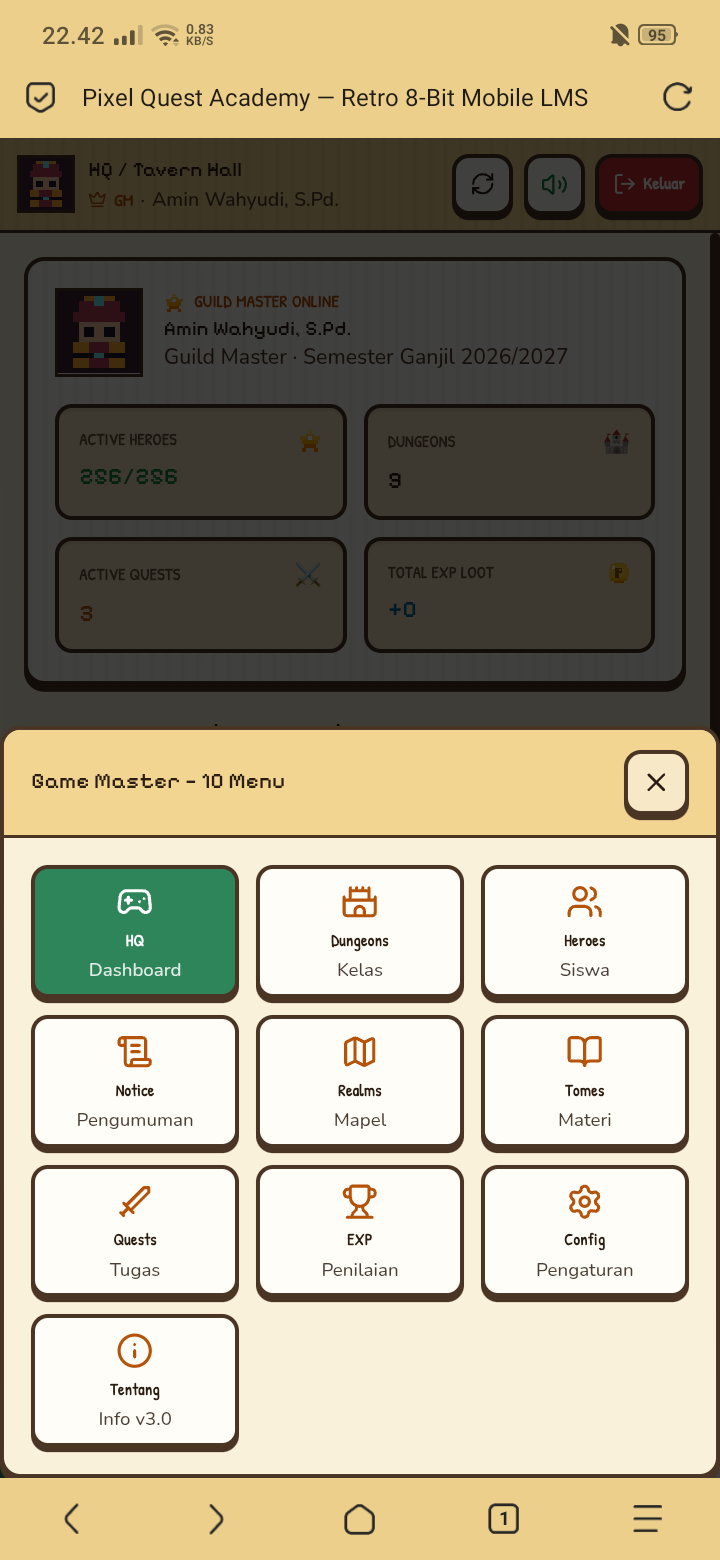 22.42
0.83
KB/S
95
Pixel Quest Academy — Retro 8-Bit Mobile LMS
HQ / Tavern Hall
GM · Amin Wahyudi, S.Pd.
Keluar
GUILD MASTER ONLINE
Amin Wahyudi, S.Pd.
Guild Master · Semester Ganjil 2026/2027
ACTIVE HEROES
DUNGEONS
286/286
9
ACTIVE QUESTS
TOTAL EXP LOOT
3
+0
Game Master - 10 Menu
HQ
Dashboard
Dungeons
Kelas
Heroes
Siswa
Notice
Pengumuman
Realms
Mapel
Tomes
Materi
Quests
Tugas
EXP
Penilaian
Config
Pengaturan
Tentang
Info v3.0
1